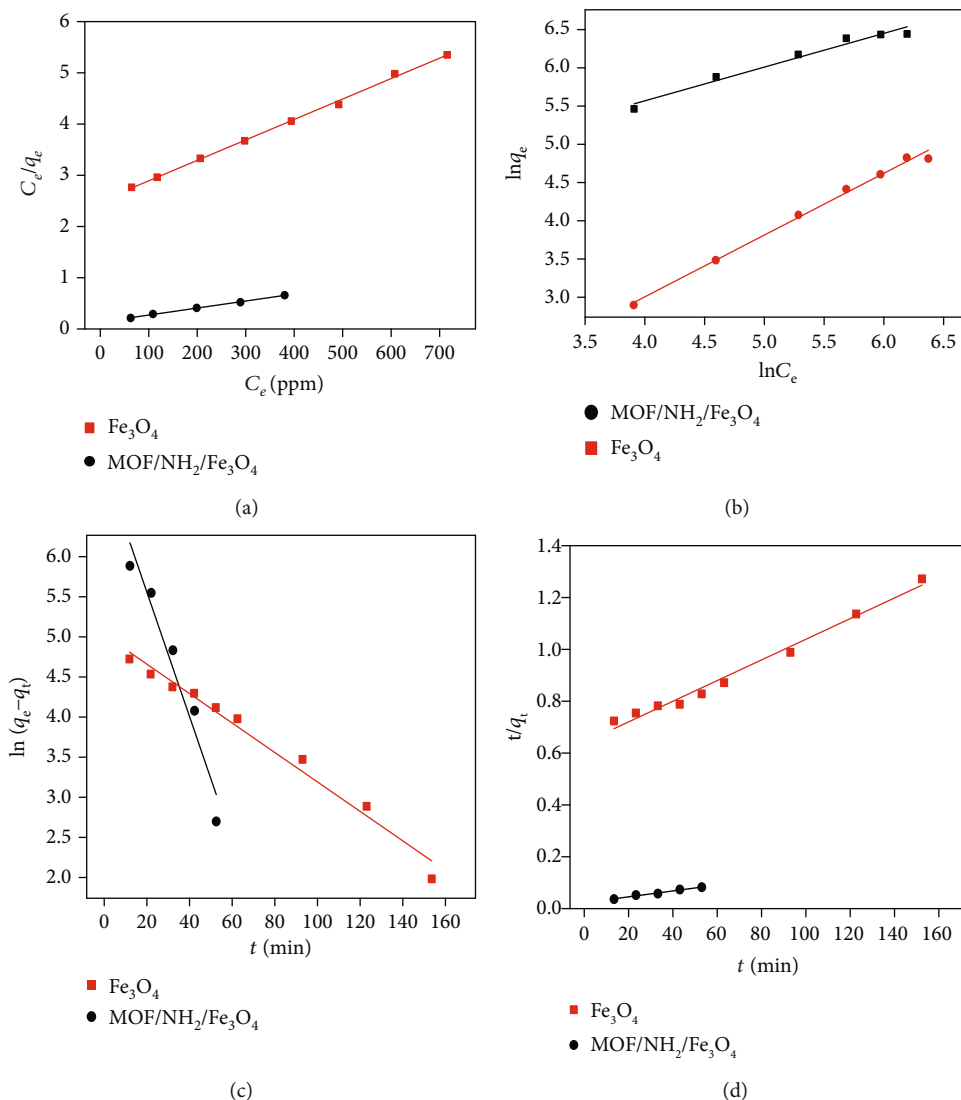 6
5
4
3
2
1
0
C_e/q_e
0 100 200 300 400 500 600 700
C_e (ppm)
Fe₃O₄
MOF/NH₂/Fe₃O₄
(a)
6.5
6.0
5.5
5.0
4.5
4.0
3.5
3.0
lnq_e
3.5 4.0 4.5 5.0 5.5 6.0 6.5
lnC_e
MOF/NH₂/Fe₃O₄
Fe₃O₄
(b)
6.0
5.5
5.0
4.5
4.0
3.5
3.0
2.0
ln (q_e–q_t)
0 20 40 60 80 100 120 140 160
t (min)
Fe₃O₄
MOF/NH₂/Fe₃O₄
(c)
1.4
1.2
1.0
0.8
0.6
0.4
0.2
0.0
t/q_t
0 20 40 60 80 100 120 140 160
t (min)
Fe₃O₄
MOF/NH₂/Fe₃O₄
(d)